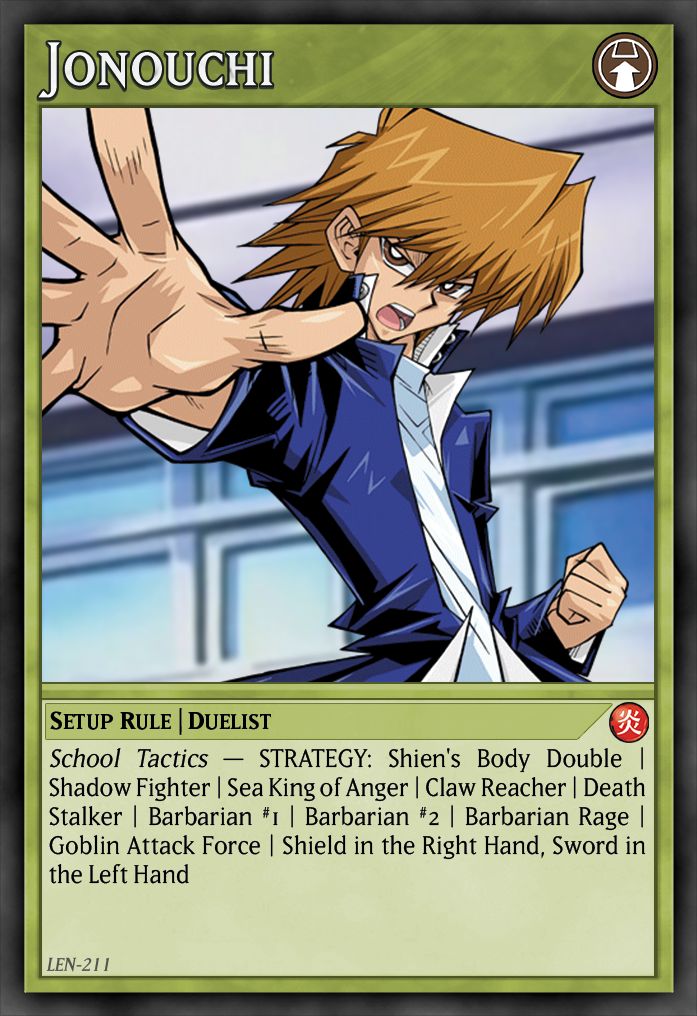 Jonouchi
Setup Rule | Duelist
炎
School Tactics — STRATEGY: Shien's Body Double |
Shadow Fighter | Sea King of Anger | Claw Reacher | Death
Stalker | Barbarian #1 | Barbarian #2 | Barbarian Rage |
Goblin Attack Force | Shield in the Right Hand, Sword in
the Left Hand
LEN-211